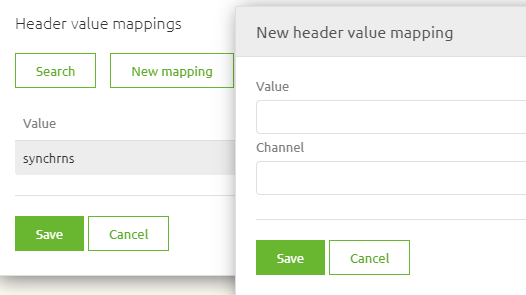 Header value mappings
Search
New mapping
Value
synchrns
Save
Cancel
New header value mapping
Value
Channel
Save
Cancel